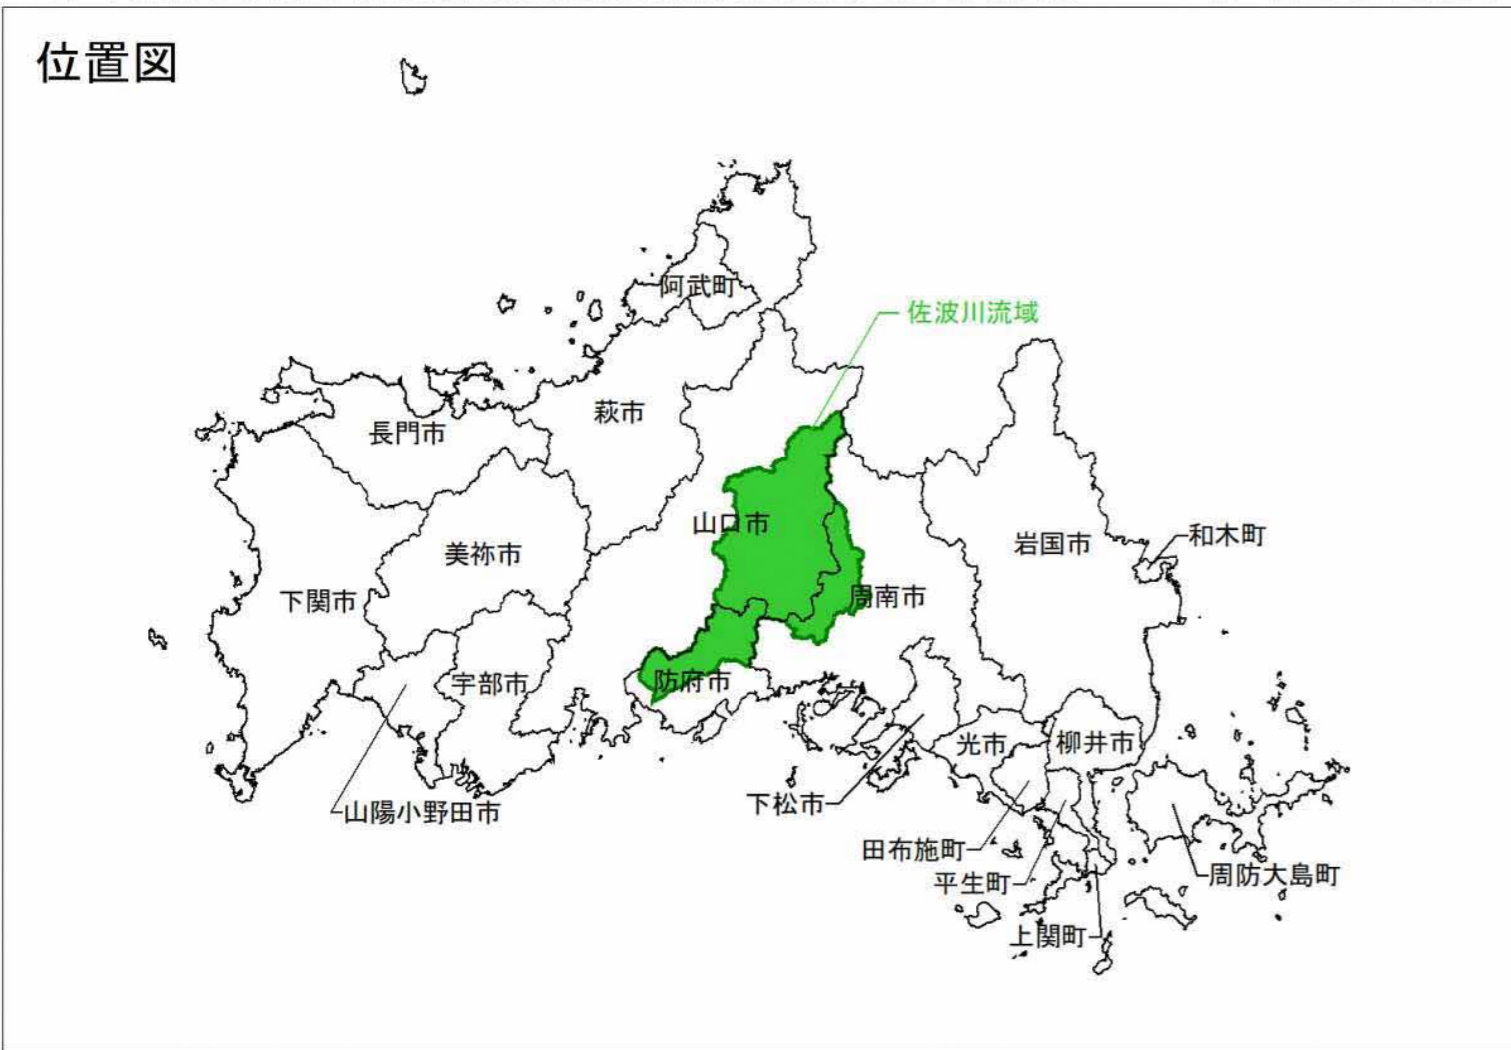 位置図
阿武町
佐波川流域
萩市
長門市
山口市
和木町
岩国市
美祢市
下関市
周南市
防府市
宇部市
光市
柳井市
下松市
山陽小野田市
田布施町
周防大島町
平生町
上関町